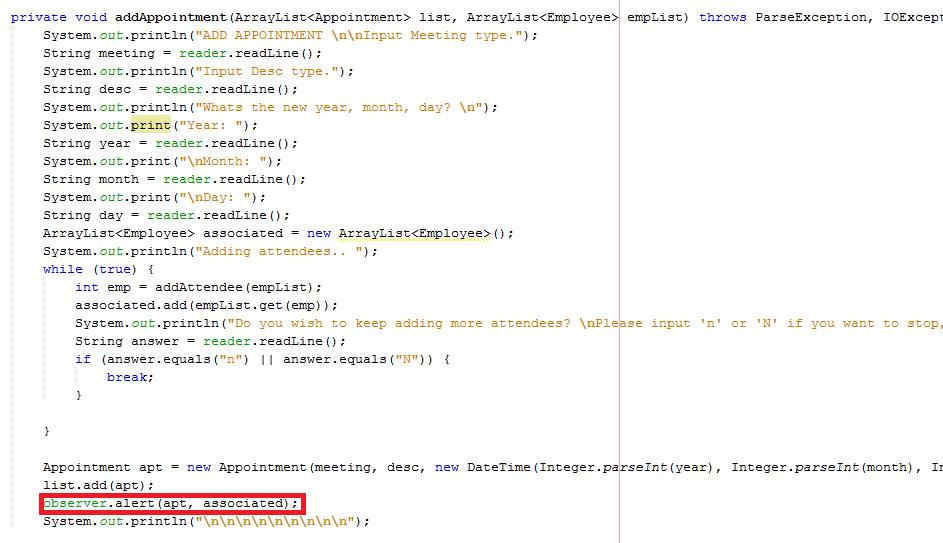 private void addAppointment(ArrayList<Appointment> list, ArrayList<Employee> empList) throws ParseException, IOExcep
System.out.println("ADD APPOINTMENT \n\nInput Meeting type.");
String meeting = reader.readLine();
System.out.println("Input Desc type.");
String desc = reader.readLine();
System.out.println("Whats the new year, month, day? \n");
System.out.print("Year: ");
String year = reader.readLine();
System.out.print("\nMonth: ");
String month = reader.readLine();
System.out.print("\nDay: ");
String day = reader.readLine();
ArrayList<Employee> associated = new ArrayList<Employee>();
System.out.println("Adding attendees.. ");
while (true) {
int emp = addAttendee(empList);
associated.add(empList.get(emp));
System.out.println("Do you wish to keep adding more attendees? \nPlease input 'n' or 'N' if you want to stop,
String answer = reader.readLine();
if (answer.equals("n") || answer.equals("N")) {
break;
}
}
Appointment apt = new Appointment(meeting, desc, new DateTime(Integer.parseInt(year), Integer.parseInt(month), In
list.add(apt);
observer.alert(apt, associated);
System.out.println("\n\n\n\n\n\n\n\n\n");